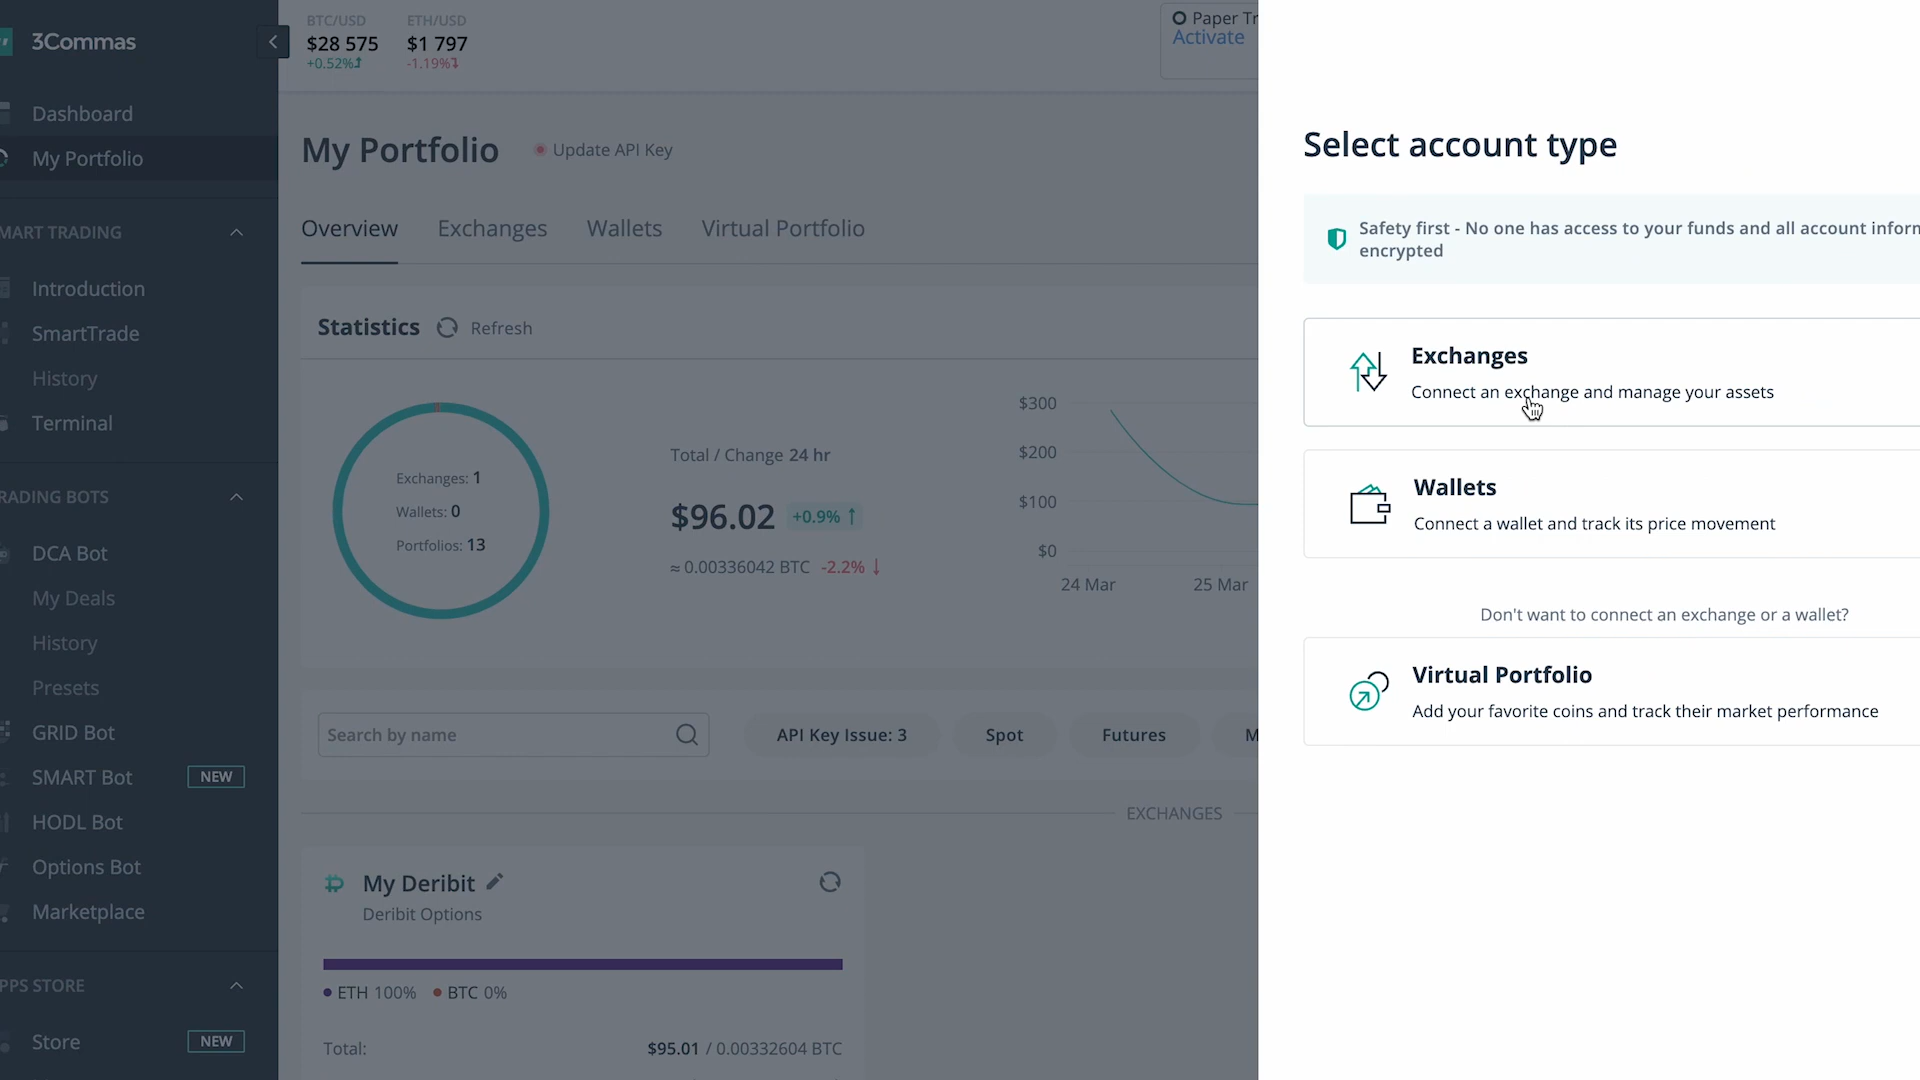 3Commas
BTC/USD
$28 575
+0.52%
ETH/USD
$1 797
-1.19%
Paper Tr
Activate
Dashboard
My Portfolio
MART TRADING
Introduction
SmartTrade
History
Terminal
RADING BOTS
DCA Bot
My Deals
History
Presets
GRID Bot
SMART Bot NEW
HODL Bot
Options Bot
Marketplace
PPS STORE
Store NEW
My Portfolio
Update API Key
Overview Exchanges Wallets Virtual Portfolio
Statistics Refresh
Exchanges: 1
Wallets: 0
Portfolios: 13
Total / Change 24 hr
$96.02 +0.9% ↑
≈ 0.00336042 BTC -2.2% ↓
$300
$200
$100
$0
24 Mar 25 Mar
Search by name
API Key Issue: 3 Spot Futures M
EXCHANGES
My Deribit
Deribit Options
ETH 100% BTC 0%
Total: $95.01 / 0.00332604 BTC
Select account type
Safety first - No one has access to your funds and all account inforn
encrypted
Exchanges
Connect an exchange and manage your assets
Wallets
Connect a wallet and track its price movement
Don't want to connect an exchange or a wallet?
Virtual Portfolio
Add your favorite coins and track their market performance